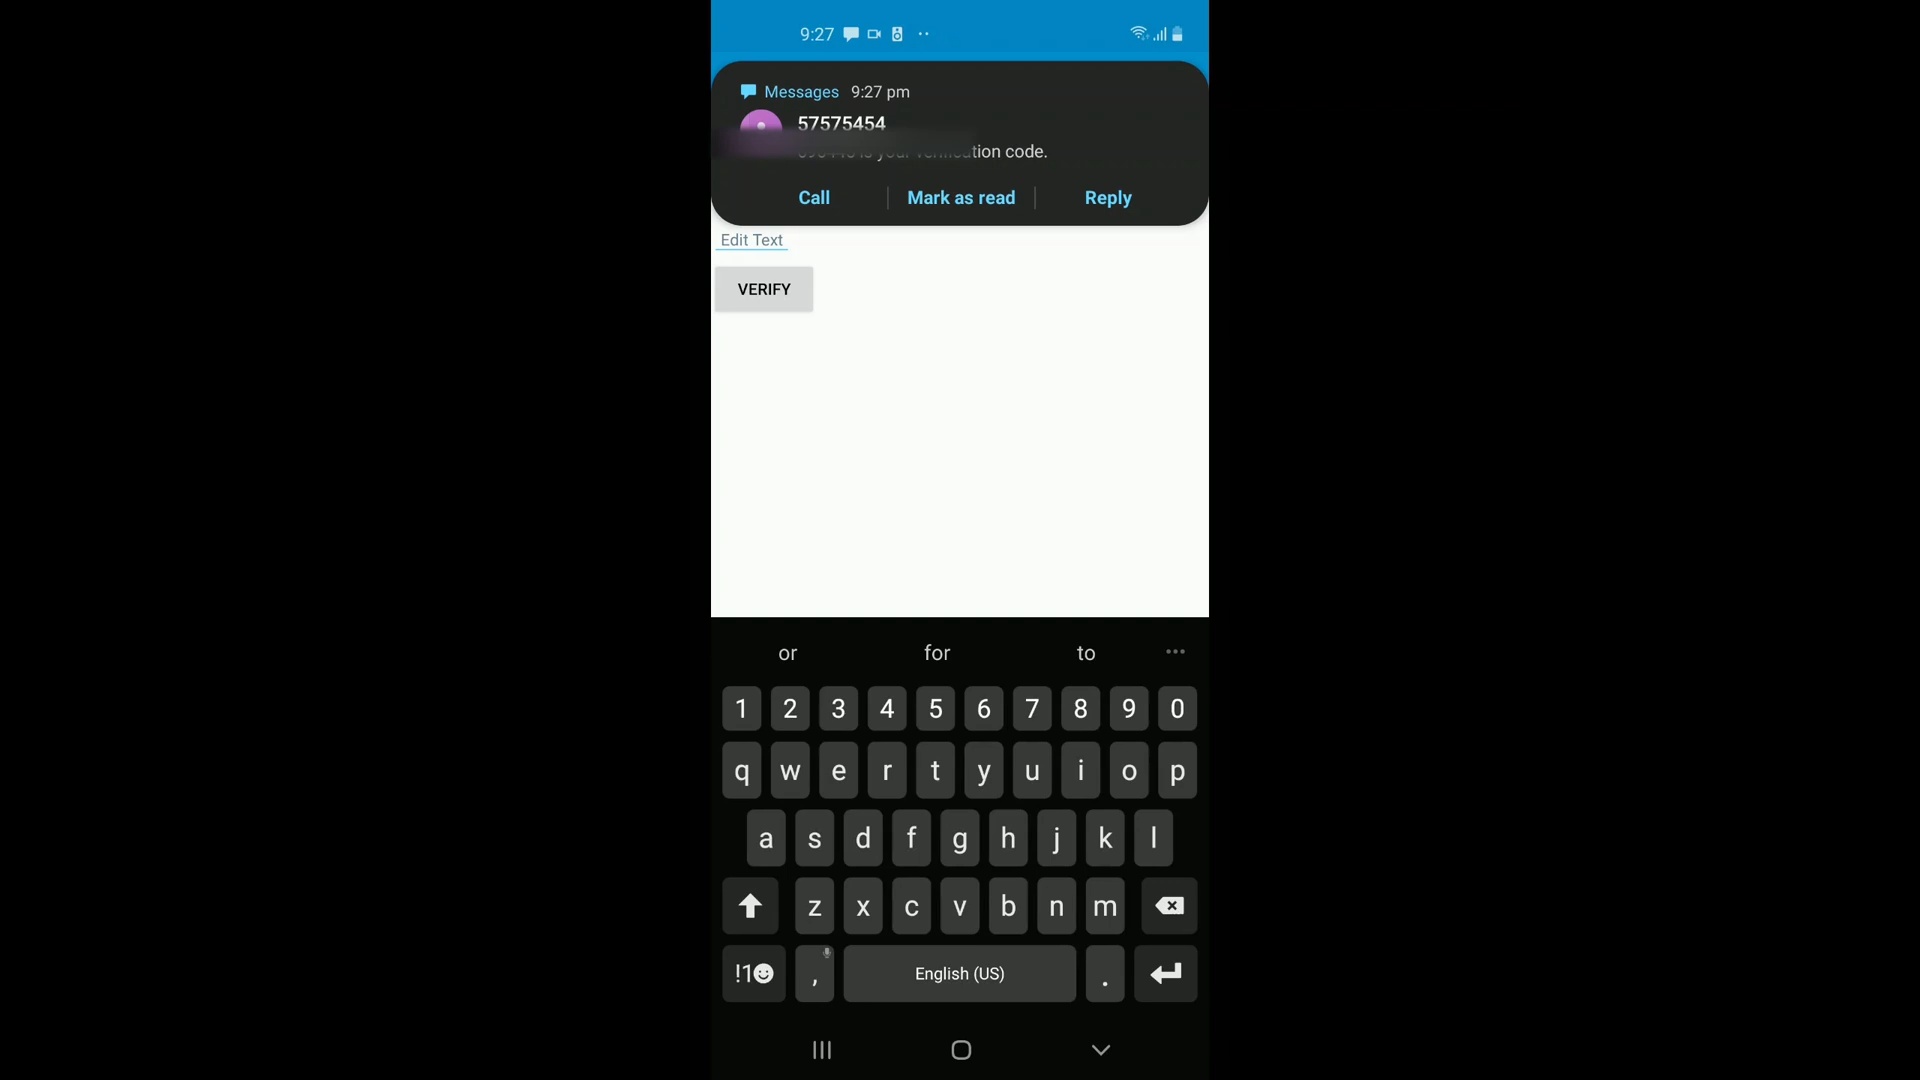 9:27
Messages 9:27 pm
57575454
verification code.
Call Mark as read Reply
Edit Text
VERIFY
or for to
1 2 3 4 5 6 7 8 9 0
q w e r t y u i o p
a s d f g h j k l
z x c v b n m
!1 , English (US) .